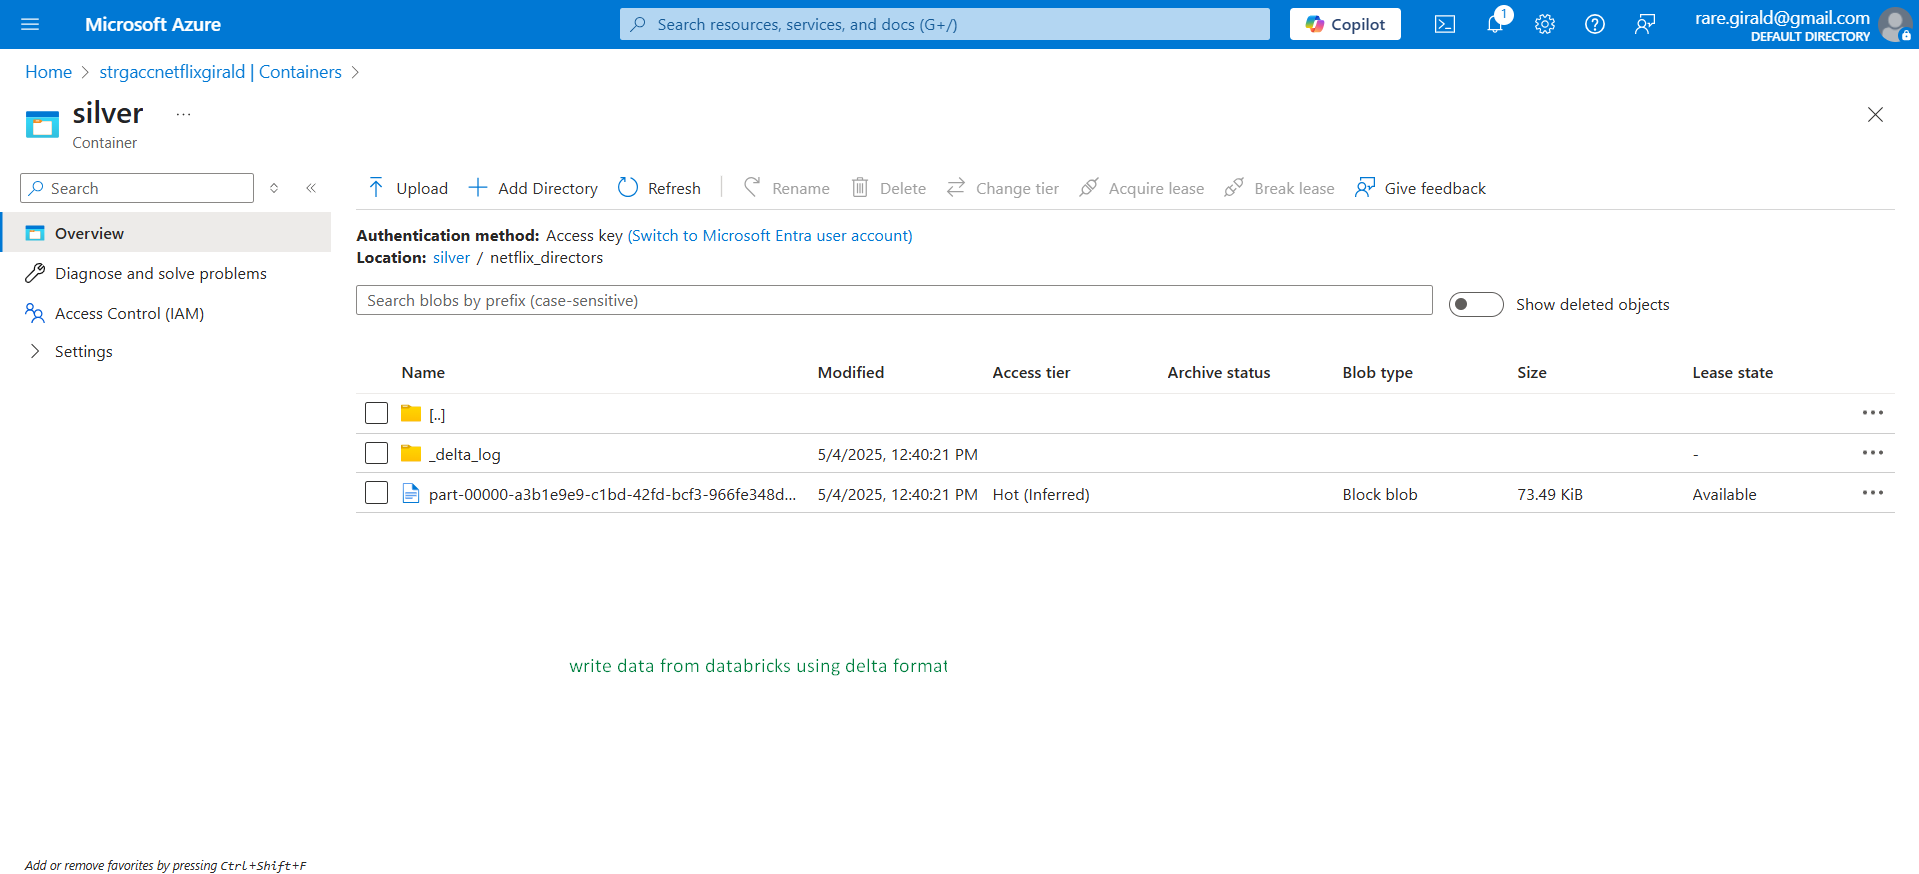 Microsoft Azure
Search resources, services, and docs (G+/)
Copilot
1
rare.girald@gmail.com
DEFAULT DIRECTORY
Home > strgaccnetflixgirald | Containers >
silver ...
Container
Search
Upload Add Directory Refresh Rename Delete Change tier Acquire lease Break lease Give feedback
Overview
Diagnose and solve problems
Access Control (IAM)
Settings
Authentication method: Access key (Switch to Microsoft Entra user account)
Location: silver / netflix_directors
Search blobs by prefix (case-sensitive)
Show deleted objects
Name Modified Access tier Archive status Blob type Size Lease state
[..]
_delta_log 5/4/2025, 12:40:21 PM -
part-00000-a3b1e9e9-c1bd-42fd-bcf3-966fe348d... 5/4/2025, 12:40:21 PM Hot (Inferred) Block blob 73.49 KiB Available
write data from databricks using delta format
Add or remove favorites by pressing Ctrl+Shift+F